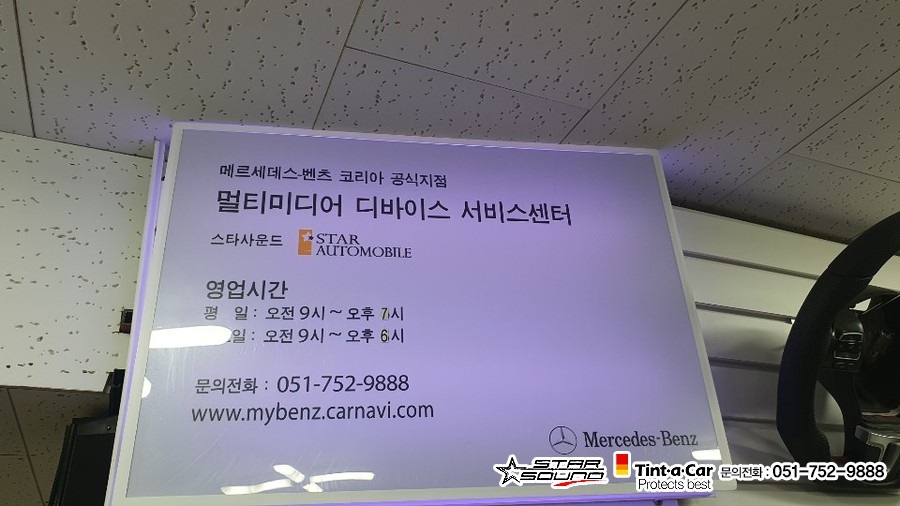 메르세데스-벤츠 코리아 공식지점
멀티미디어 디바이스 서비스센터
스타사운드 STAR AUTOMOBILE
영업시간
평 일 : 오전 9시 ~ 오후 7시
일 : 오전 9시 ~ 오후 6시
문의전화 : 051-752-9888
www.mybenz.carnavi.com
Mercedes-Benz
STAR SOUND
Tint-a-Car
Protects best
문의전화 : 051-752-9888